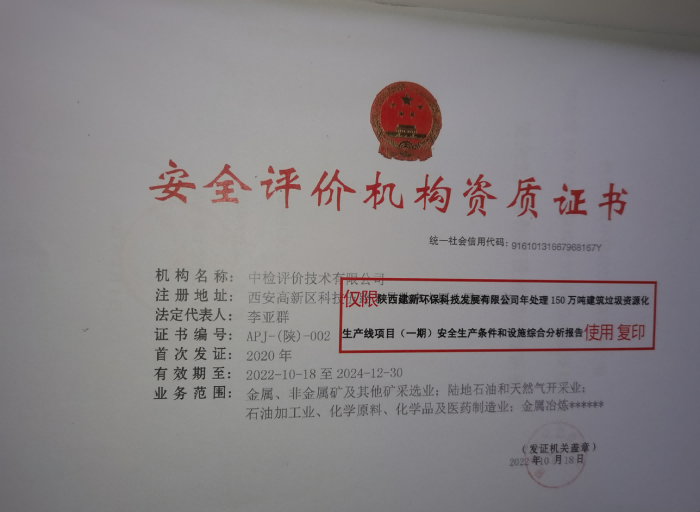 安全评价机构资质证书
统一社会信用代码：91610131667968167Y
机构名称：中检评价技术有限公司
注册地址：西安高新区科技
仅限陕西建新环保科技发展有限公司年处理150万吨建筑垃圾资源化
生产线项目（一期）安全生产条件和设施综合分析报告使用 复印
法定代表人：李亚群
证书编号：APJ-(陕)-002
首次发证：2020年
有效期至：2022-10-18 至 2024-12-30
业务范围：金属、非金属矿及其他矿采选业；陆地石油和天然气开采业；
石油加工业、化学原料、化学品及医药制造业；金属冶炼******
（发证机关盖章）
2022年10月18日